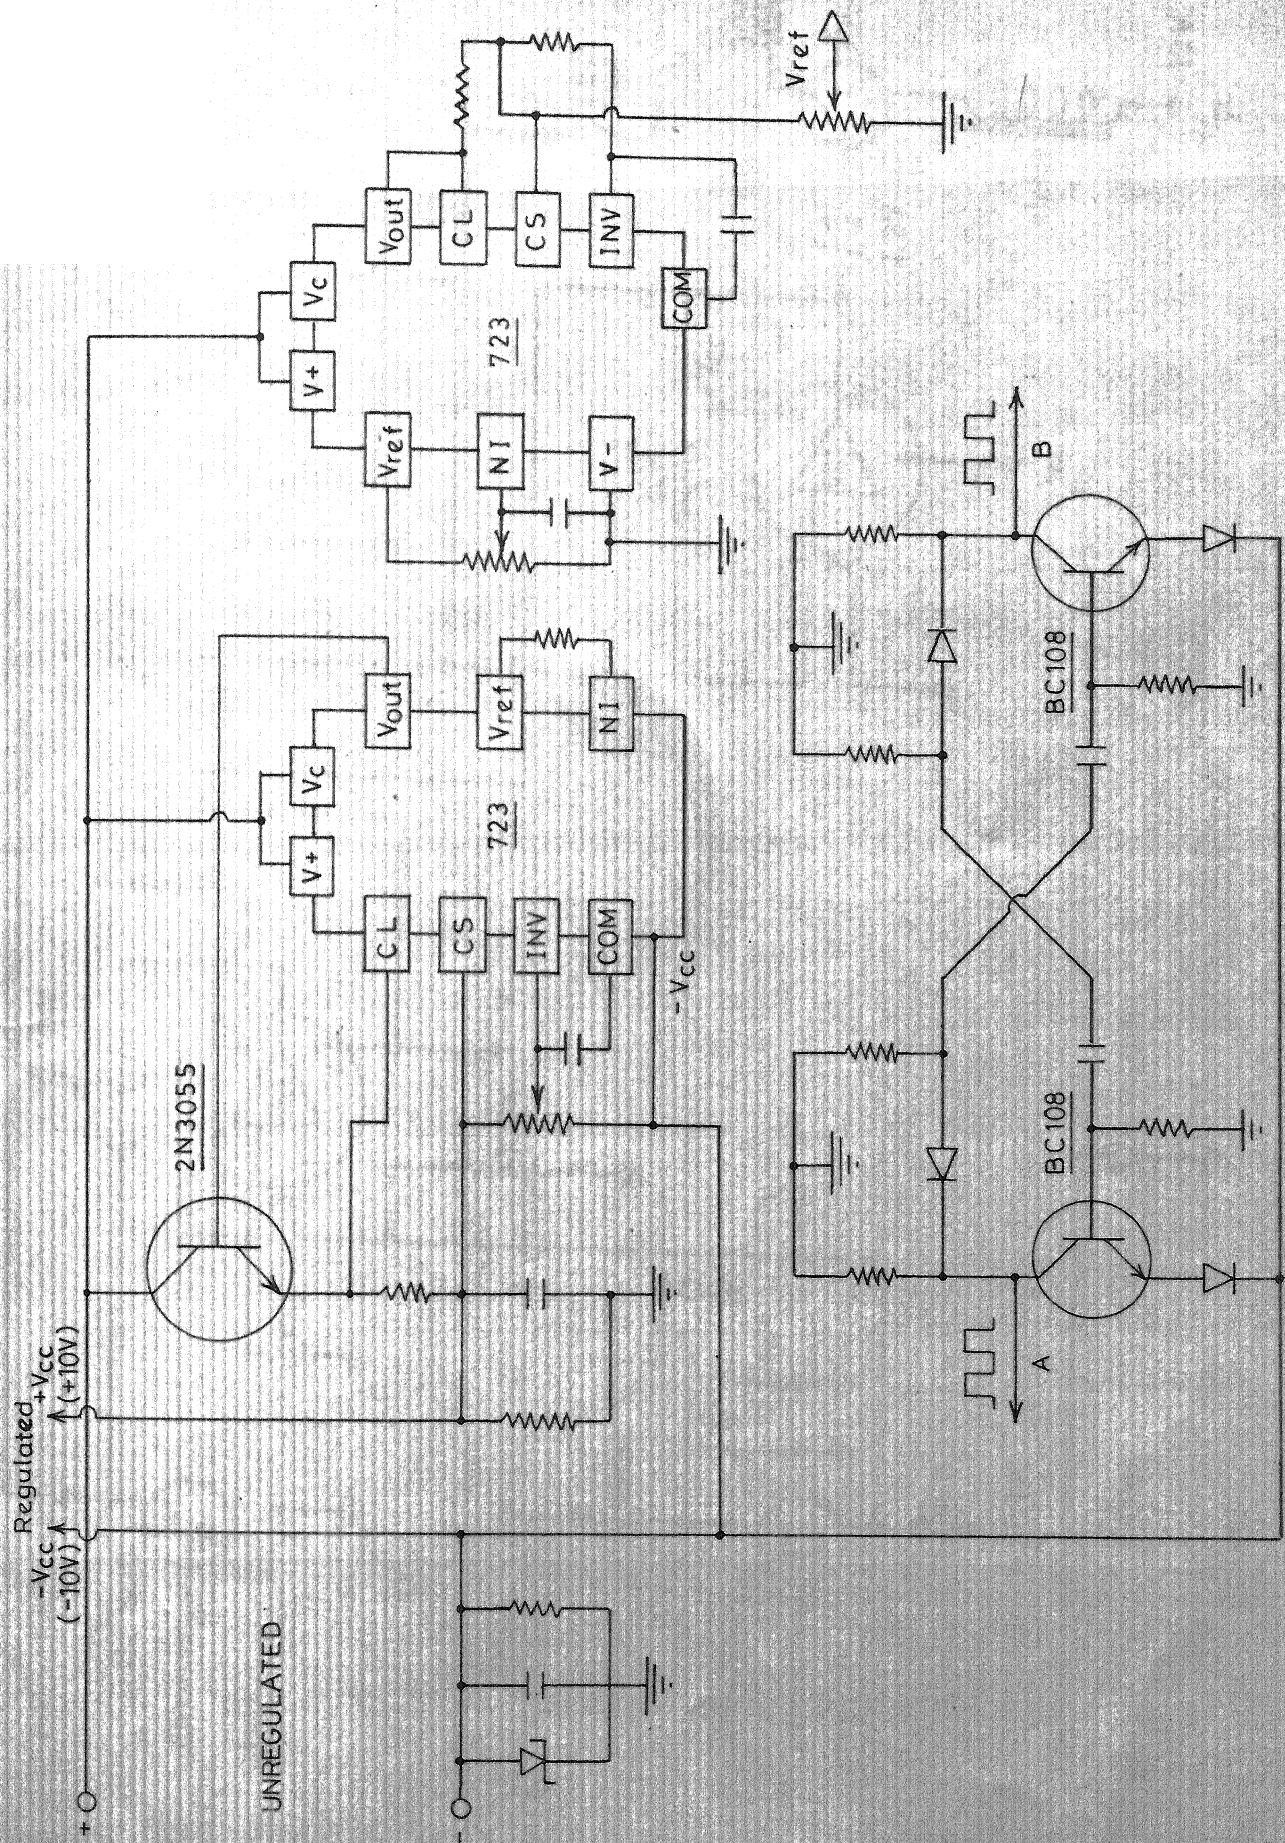 Regulated
-Vcc
(-10V)
+Vcc
(+10V)
+
-
UNREGULATED
2N3055
V+
Vc
CL
CS
INV
COM
Vout
Vref
NI
723
-Vcc
V+
Vc
Vref
NI
V-
Vout
CL
CS
INV
COM
723
Vref
A
BC108
BC108
B